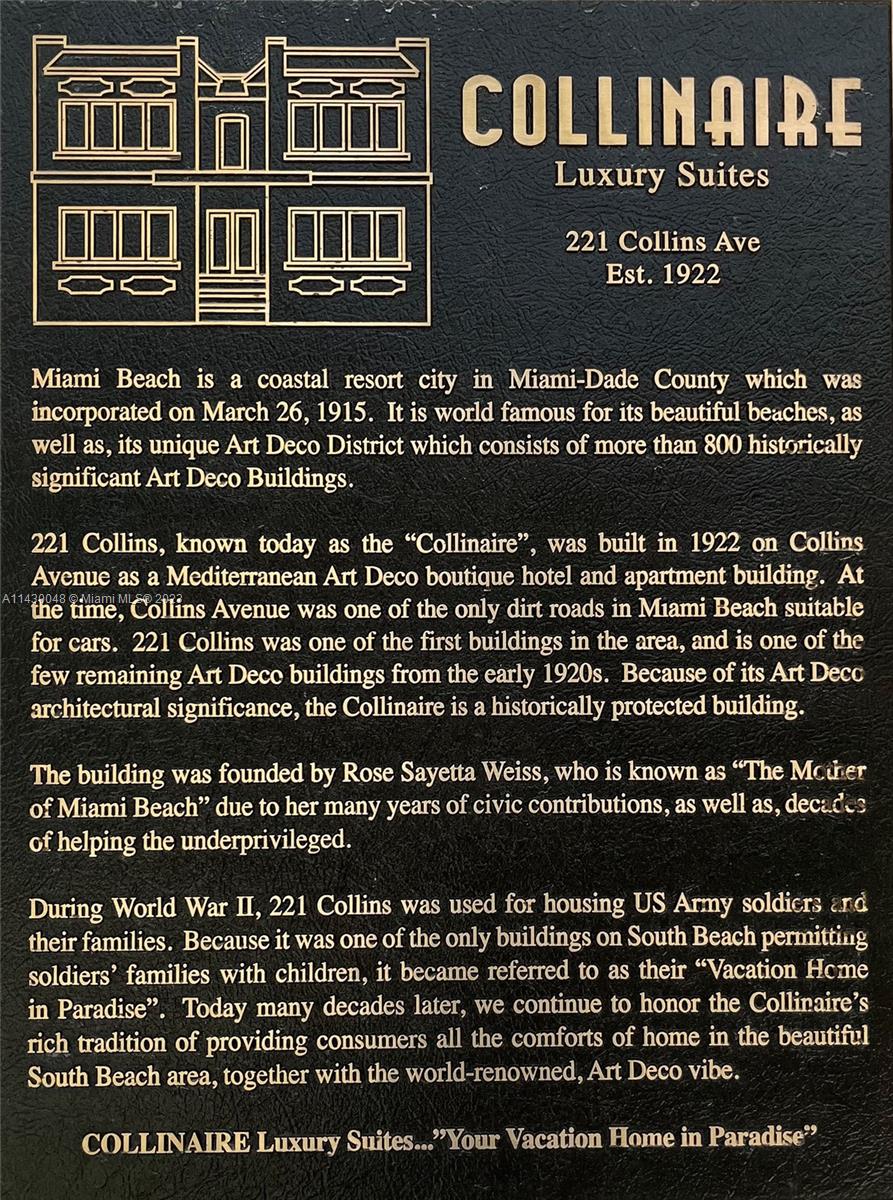 COLLINAIRE
Luxury Suites
221 Collins Ave
Est. 1922
Miami Beach is a coastal resort city in Miami-Dade County which was
incorporated on March 26, 1915. It is world famous for its beautiful beaches, as
well as, its unique Art Deco District which consists of more than 800 historically
significant Art Deco Buildings.
221 Collins, known today as the “Collinaire”, was built in 1922 on Collins
Avenue as a Mediterranean Art Deco boutique hotel and apartment building. At
A11430048 © Miami MLS® 2023
the time, Collins Avenue was one of the only dirt roads in Miami Beach suitable
for cars. 221 Collins was one of the first buildings in the area, and is one of the
few remaining Art Deco buildings from the early 1920s. Because of its Art Deco
architectural significance, the Collinaire is a historically protected building.
The building was founded by Rose Sayetta Weiss, who is known as “The Mother
of Miami Beach” due to her many years of civic contributions, as well as, decades
of helping the underprivileged.
During World War II, 221 Collins was used for housing US Army soldiers and
their families. Because it was one of the only buildings on South Beach permitting
soldiers’ families with children, it became referred to as their “Vacation Home
in Paradise”. Today many decades later, we continue to honor the Collinaire’s
rich tradition of providing consumers all the comforts of home in the beautiful
South Beach area, together with the world-renowned, Art Deco vibe.
COLLINAIRE Luxury Suites...”Your Vacation Home in Paradise”